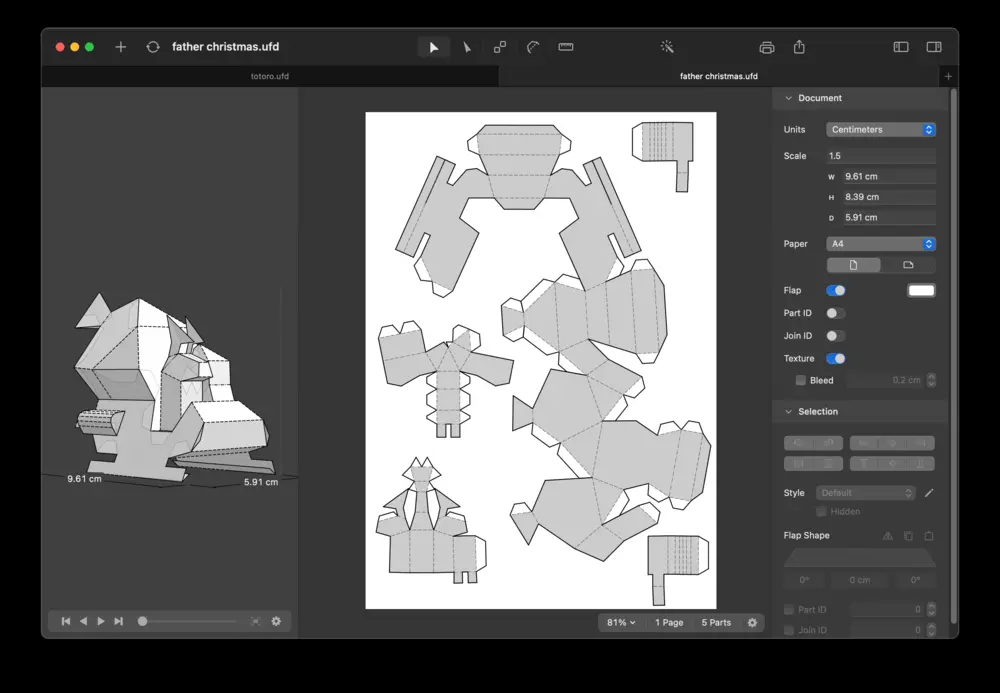 father christmas.ufd
totoro.ufd
father christmas.ufd
Document
Units
Centimeters
Scale
1.5
W
9.61 cm
H
8.39 cm
D
5.91 cm
Paper
A4
Flap
Part ID
Join ID
Texture
Bleed
0.2 cm
Selection
Style
Default
Hidden
Flap Shape
0°
0 cm
0°
Part ID
0
Join ID
0
9.61 cm
5.91 cm
81%
1 Page
5 Parts